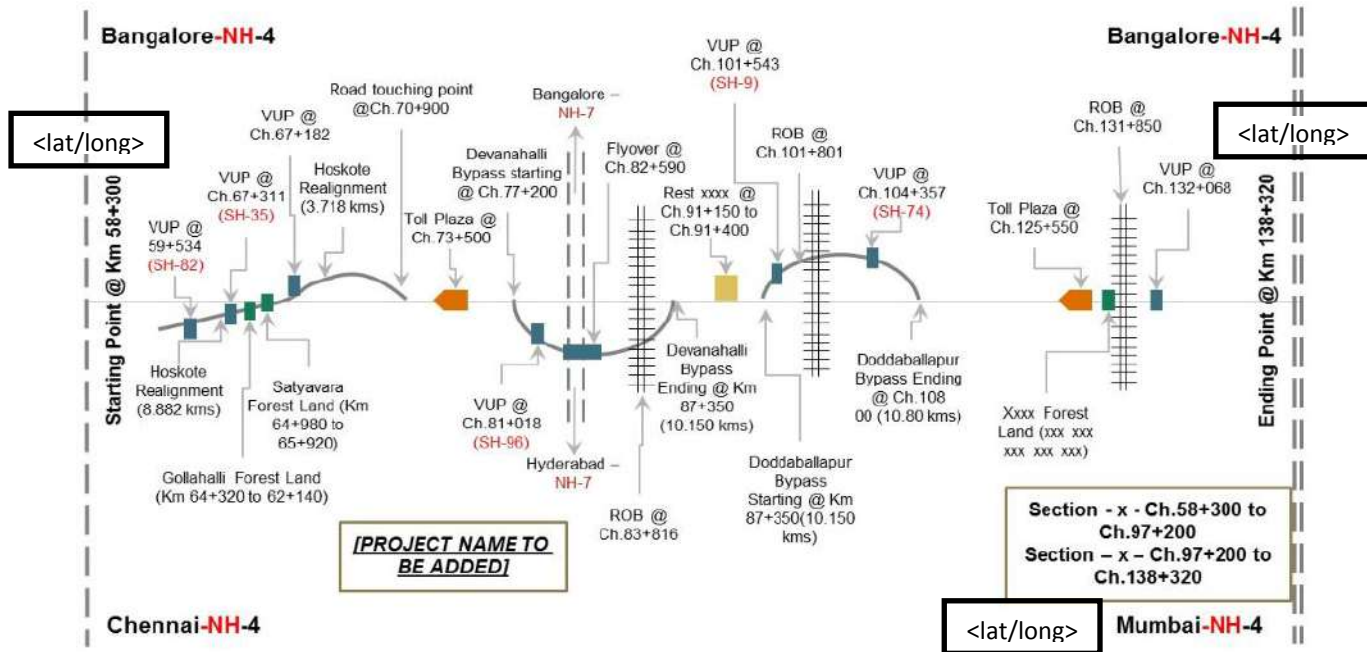 Bangalore-NH-4
Bangalore-NH-4
<lat/long>
<lat/long>
Starting Point @ Km 58+300
Ending Point @ Km 138+320
VUP @
59+534
(SH-82)
VUP @
Ch.67+311
(SH-35)
VUP @
Ch.67+182
Hoskote
Realignment
(3.718 kms)
Road touching point
@Ch.70+900
Toll Plaza @
Ch.73+500
Devanahalli
Bypass starting
@ Ch.77+200
Bangalore –
NH-7
Flyover @
Ch.82+590
Rest xxxx @
Ch.91+150 to
Ch.91+400
VUP @
Ch.101+543
(SH-9)
ROB @
Ch.101+801
VUP @
Ch.104+357
(SH-74)
Toll Plaza @
Ch.125+550
ROB @
Ch.131+850
VUP @
Ch.132+068
Hoskote
Realignment
(8.882 kms)
Gollahalli Forest Land
(Km 64+320 to 62+140)
Satyavara
Forest Land (Km
64+980 to
65+920)
VUP @
Ch.81+018
(SH-96)
Hyderabad –
NH-7
ROB @
Ch.83+816
Devanahalli
Bypass
Ending @ Km
87+350
(10.150 kms)
Doddaballapur
Bypass
Starting @ Km
87+350(10.150
kms)
Doddaballapur
Bypass Ending
@ Ch.108
00 (10.80 kms)
Xxxx Forest
Land (xxx xxx
xxx xxx xxx)
[PROJECT NAME TO
BE ADDED]
Section - x - Ch.58+300 to
Ch.97+200
Section – x – Ch.97+200 to
Ch.138+320
Chennai-NH-4
<lat/long>
Mumbai-NH-4